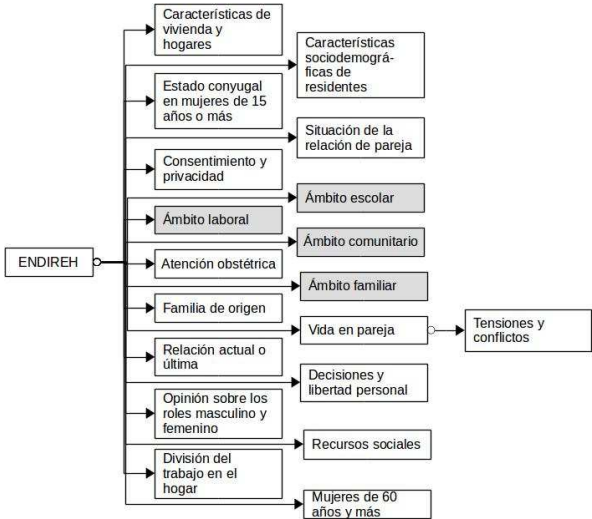 Características de
vivienda y
hogares
Características
sociodemográ-
ficas de
residentes
Estado conyugal
en mujeres de 15
años o más
Situación de la
relación de pareja
Consentimiento y
privacidad
Ámbito escolar
Ámbito laboral
Ámbito comunitario
ENDIREH
Atención obstétrica
Ámbito familiar
Familia de origen
Vida en pareja
Tensiones y
conflictos
Relación actual o
última
Decisiones y
libertad personal
Opinión sobre los
roles masculino y
femenino
Recursos sociales
División del
trabajo en el
hogar
Mujeres de 60
años y más